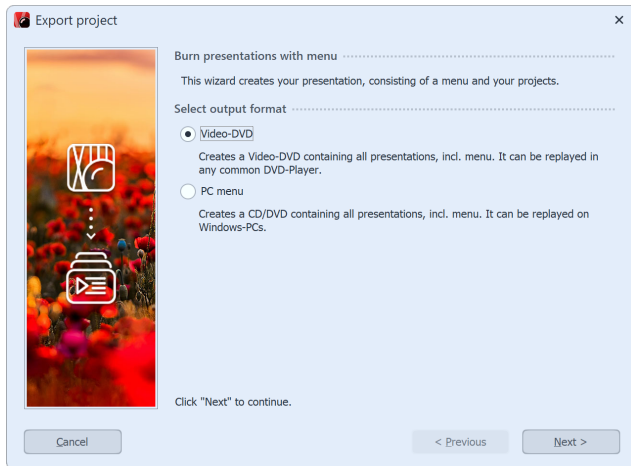 Export project
Burn presentations with menu
This wizard creates your presentation, consisting of a menu and your projects.
Select output format
Video-DVD
Creates a Video-DVD containing all presentations, incl. menu. It can be replayed in
any common DVD-Player.
PC menu
Creates a CD/DVD containing all presentations, incl. menu. It can be replayed on
Windows-PCs.
Click "Next" to continue.
Cancel
< Previous
Next >